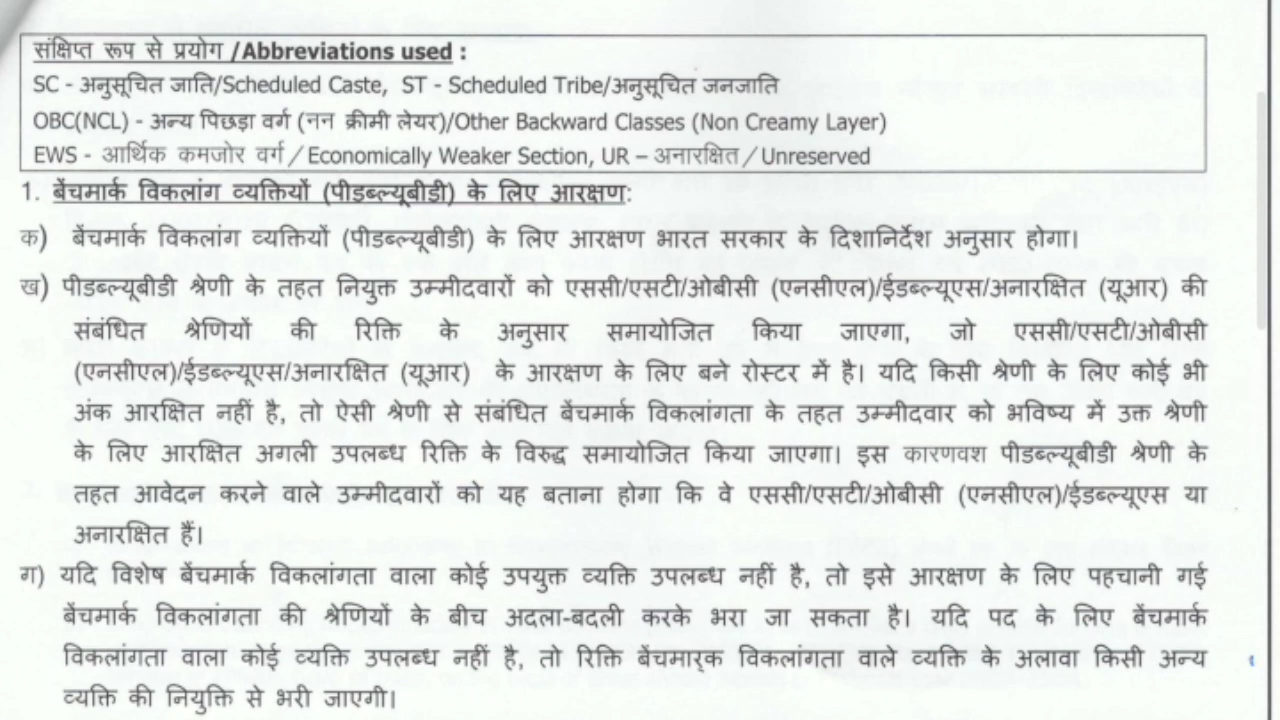 संक्षिप्त रूप से प्रयोग /Abbreviations used :
SC - अनुसूचित जाति/Scheduled Caste, ST - Scheduled Tribe/अनुसूचित जनजाति
OBC(NCL) - अन्य पिछड़ा वर्ग (नन क्रीमी लेयर)/Other Backward Classes (Non Creamy Layer)
EWS - आर्थिक कमजोर वर्ग / Economically Weaker Section, UR – अनारक्षित / Unreserved
1. बेंचमार्क विकलांग व्यक्तियों (पीडब्ल्यूबीडी) के लिए आरक्षण:
क) बेंचमार्क विकलांग व्यक्तियों (पीडब्ल्यूबीडी) के लिए आरक्षण भारत सरकार के दिशानिर्देश अनुसार होगा।
ख) पीडब्ल्यूबीडी श्रेणी के तहत नियुक्त उम्मीदवारों को एससी/एसटी/ओबीसी (एनसीएल)/ईडब्ल्यूएस/अनारक्षित (यूआर) की
संबंधित श्रेणियों की रिक्ति के अनुसार समायोजित किया जाएगा, जो एससी/एसटी/ओबीसी
(एनसीएल)/ईडब्ल्यूएस/अनारक्षित (यूआर) के आरक्षण के लिए बने रोस्टर में है। यदि किसी श्रेणी के लिए कोई भी
अंक आरक्षित नहीं है, तो ऐसी श्रेणी से संबंधित बेंचमार्क विकलांगता के तहत उम्मीदवार को भविष्य में उक्त श्रेणी
के लिए आरक्षित अगली उपलब्ध रिक्ति के विरुद्ध समायोजित किया जाएगा। इस कारणवश पीडब्ल्यूबीडी श्रेणी के
तहत आवेदन करने वाले उम्मीदवारों को यह बताना होगा कि वे एससी/एसटी/ओबीसी (एनसीएल)/ईडब्ल्यूएस या
अनारक्षित हैं।
ग) यदि विशेष बेंचमार्क विकलांगता वाला कोई उपयुक्त व्यक्ति उपलब्ध नहीं है, तो इसे आरक्षण के लिए पहचानी गई
बेंचमार्क विकलांगता की श्रेणियों के बीच अदला-बदली करके भरा जा सकता है। यदि पद के लिए बेंचमार्क
विकलांगता वाला कोई व्यक्ति उपलब्ध नहीं है, तो रिक्ति बेंचमार्क विकलांगता वाले व्यक्ति के अलावा किसी अन्य
व्यक्ति की नियुक्ति से भरी जाएगी।